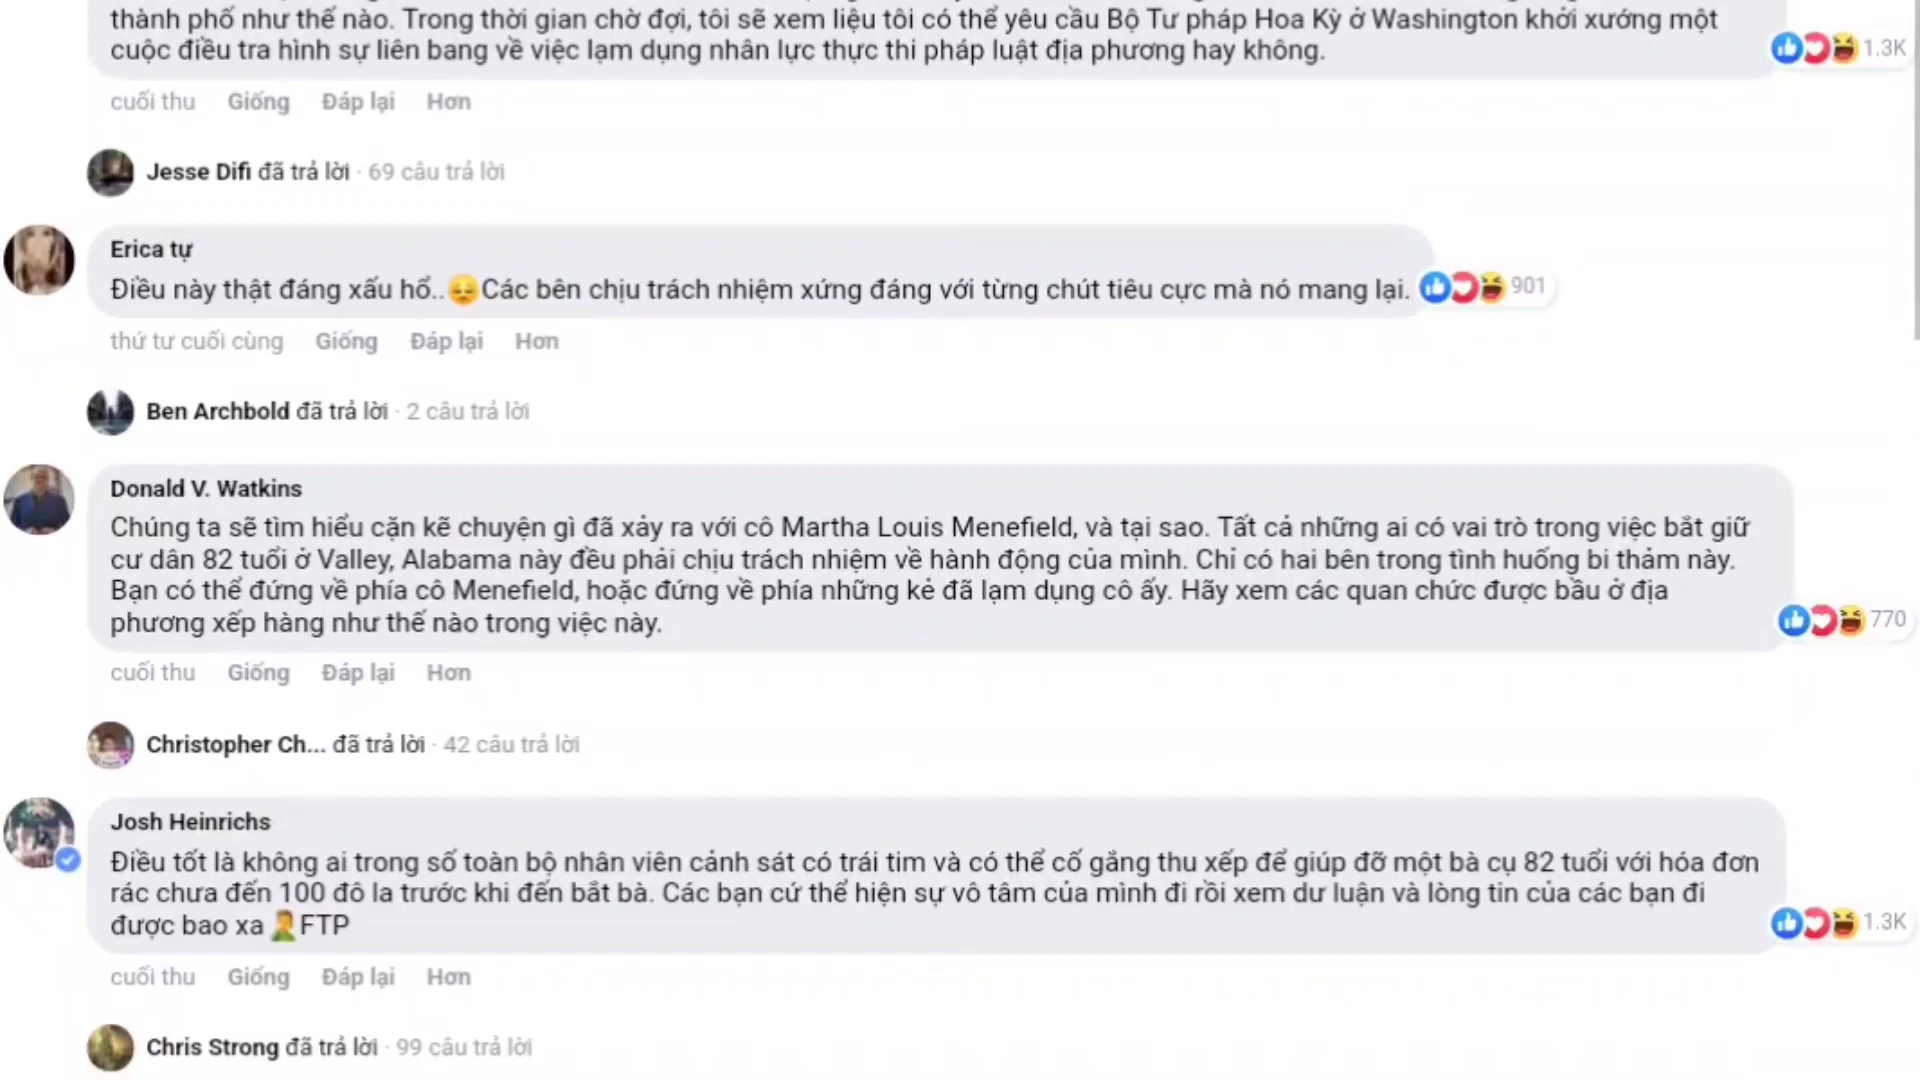 thành phố như thế nào. Trong thời gian chờ đợi, tôi sẽ xem liệu tôi có thể yêu cầu Bộ Tư pháp Hoa Kỳ ở Washington khởi xướng một
cuộc điều tra hình sự liên bang về việc lạm dụng nhân lực thực thi pháp luật địa phương hay không.
1.3K
cuối thu Giống Đáp lại Hơn
Jesse Difi đã trả lời · 69 câu trả lời
Erica tự
Điều này thật đáng xấu hổ..😔Các bên chịu trách nhiệm xứng đáng với từng chút tiêu cực mà nó mang lại.
901
thứ tư cuối cùng Giống Đáp lại Hơn
Ben Archbold đã trả lời · 2 câu trả lời
Donald V. Watkins
Chúng ta sẽ tìm hiểu cặn kẽ chuyện gì đã xảy ra với cô Martha Louis Menefield, và tại sao. Tất cả những ai có vai trò trong việc bắt giữ
cư dân 82 tuổi ở Valley, Alabama này đều phải chịu trách nhiệm về hành động của mình. Chỉ có hai bên trong tình huống bi thảm này.
Bạn có thể đứng về phía cô Menefield, hoặc đứng về phía những kẻ đã lạm dụng cô ấy. Hãy xem các quan chức được bầu ở địa
phương xếp hàng như thế nào trong việc này.
770
cuối thu Giống Đáp lại Hơn
Christopher Ch... đã trả lời · 42 câu trả lời
Josh Heinrichs
Điều tốt là không ai trong số toàn bộ nhân viên cảnh sát có trái tim và có thể cố gắng thu xếp để giúp đỡ một bà cụ 82 tuổi với hóa đơn
rác chưa đến 100 đô la trước khi đến bắt bà. Các bạn cứ thể hiện sự vô tâm của mình đi rồi xem dư luận và lòng tin của các bạn đi
được bao xa 🤦‍♂️FTP
1.3K
cuối thu Giống Đáp lại Hơn
Chris Strong đã trả lời · 99 câu trả lời